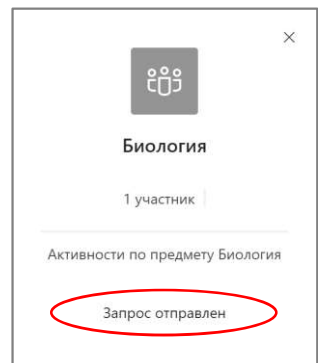 Биология
1 участник
Активности по предмету Биология
Запрос отправлен